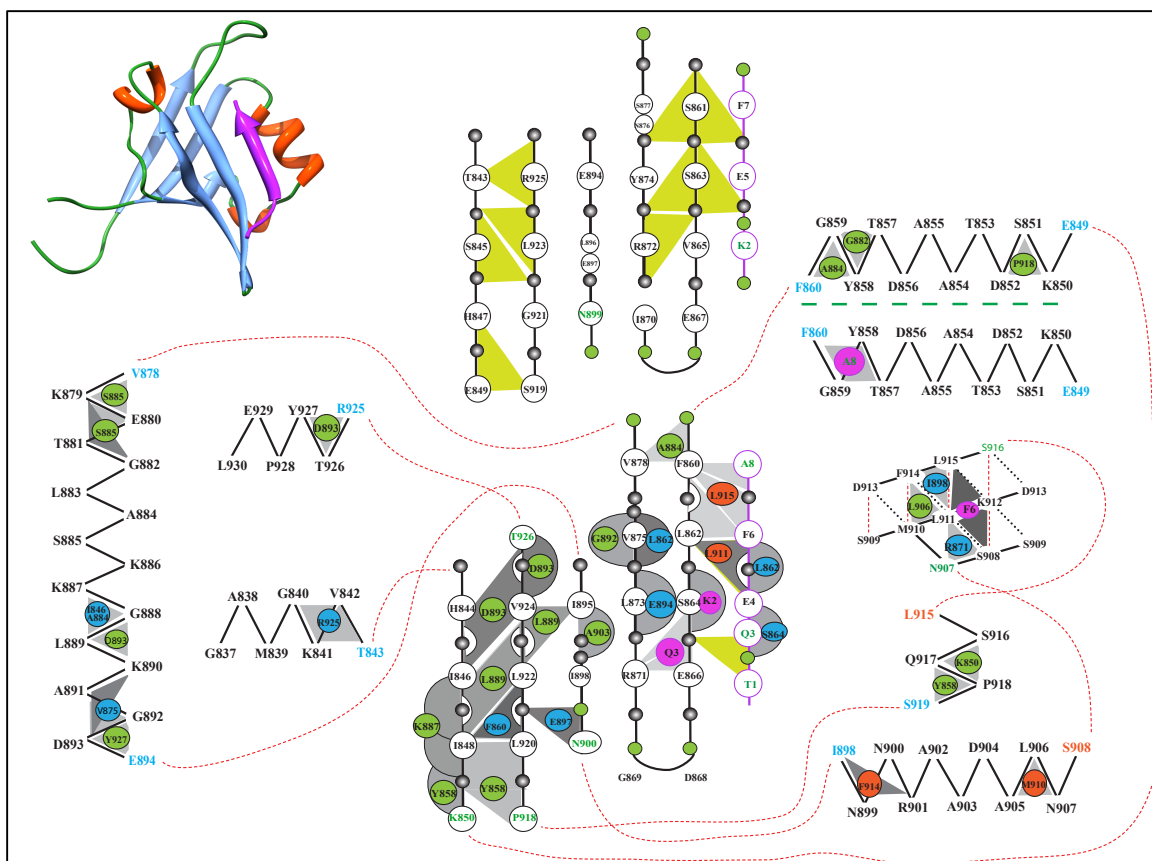 S877
N876
S861
F7
T843
R925
E894
Y874
S863
E5
S845
L923
L896
E897
R872
V865
K2
H847
G921
N899
I870
E867
E849
S919
G859
T857
A855
T853
S851
E849
G882
A884
P918
F860
Y858
D856
A854
D852
K850
F860
Y858
D856
A854
D852
K850
A8
G859
T857
A855
T853
S851
E849
V878
K879
S885
E880
S885
T881
G882
L883
A884
S885
K886
K887
I846
A884
G888
D893
L889
K890
A891
V875
G892
D893
Y927
E894
E929
Y927
R925
D893
L930
P928
T926
A838
G840
V842
R925
G837
M839
K841
T843
V878
A884
F860
A8
L915
G892
V875
L862
L862
F6
L911
L862
L873
E894
S864
K2
E4
Q3
S864
Q3
R871
E866
T1
G869
D868
T926
D893
H844
D893
V924
L889
I895
A903
I846
L889
L922
I898
K887
F860
E897
I848
L920
N900
Y858
Y858
K850
P918
S916
L915
F914
I898
D913
K912
D913
L906
F6
M910
L911
S909
R871
S908
S909
N907
L915
S916
Q917
K850
Y858
P918
S919
I898
N900
A902
D904
L906
S908
F914
M910
N899
R901
A903
A905
N907